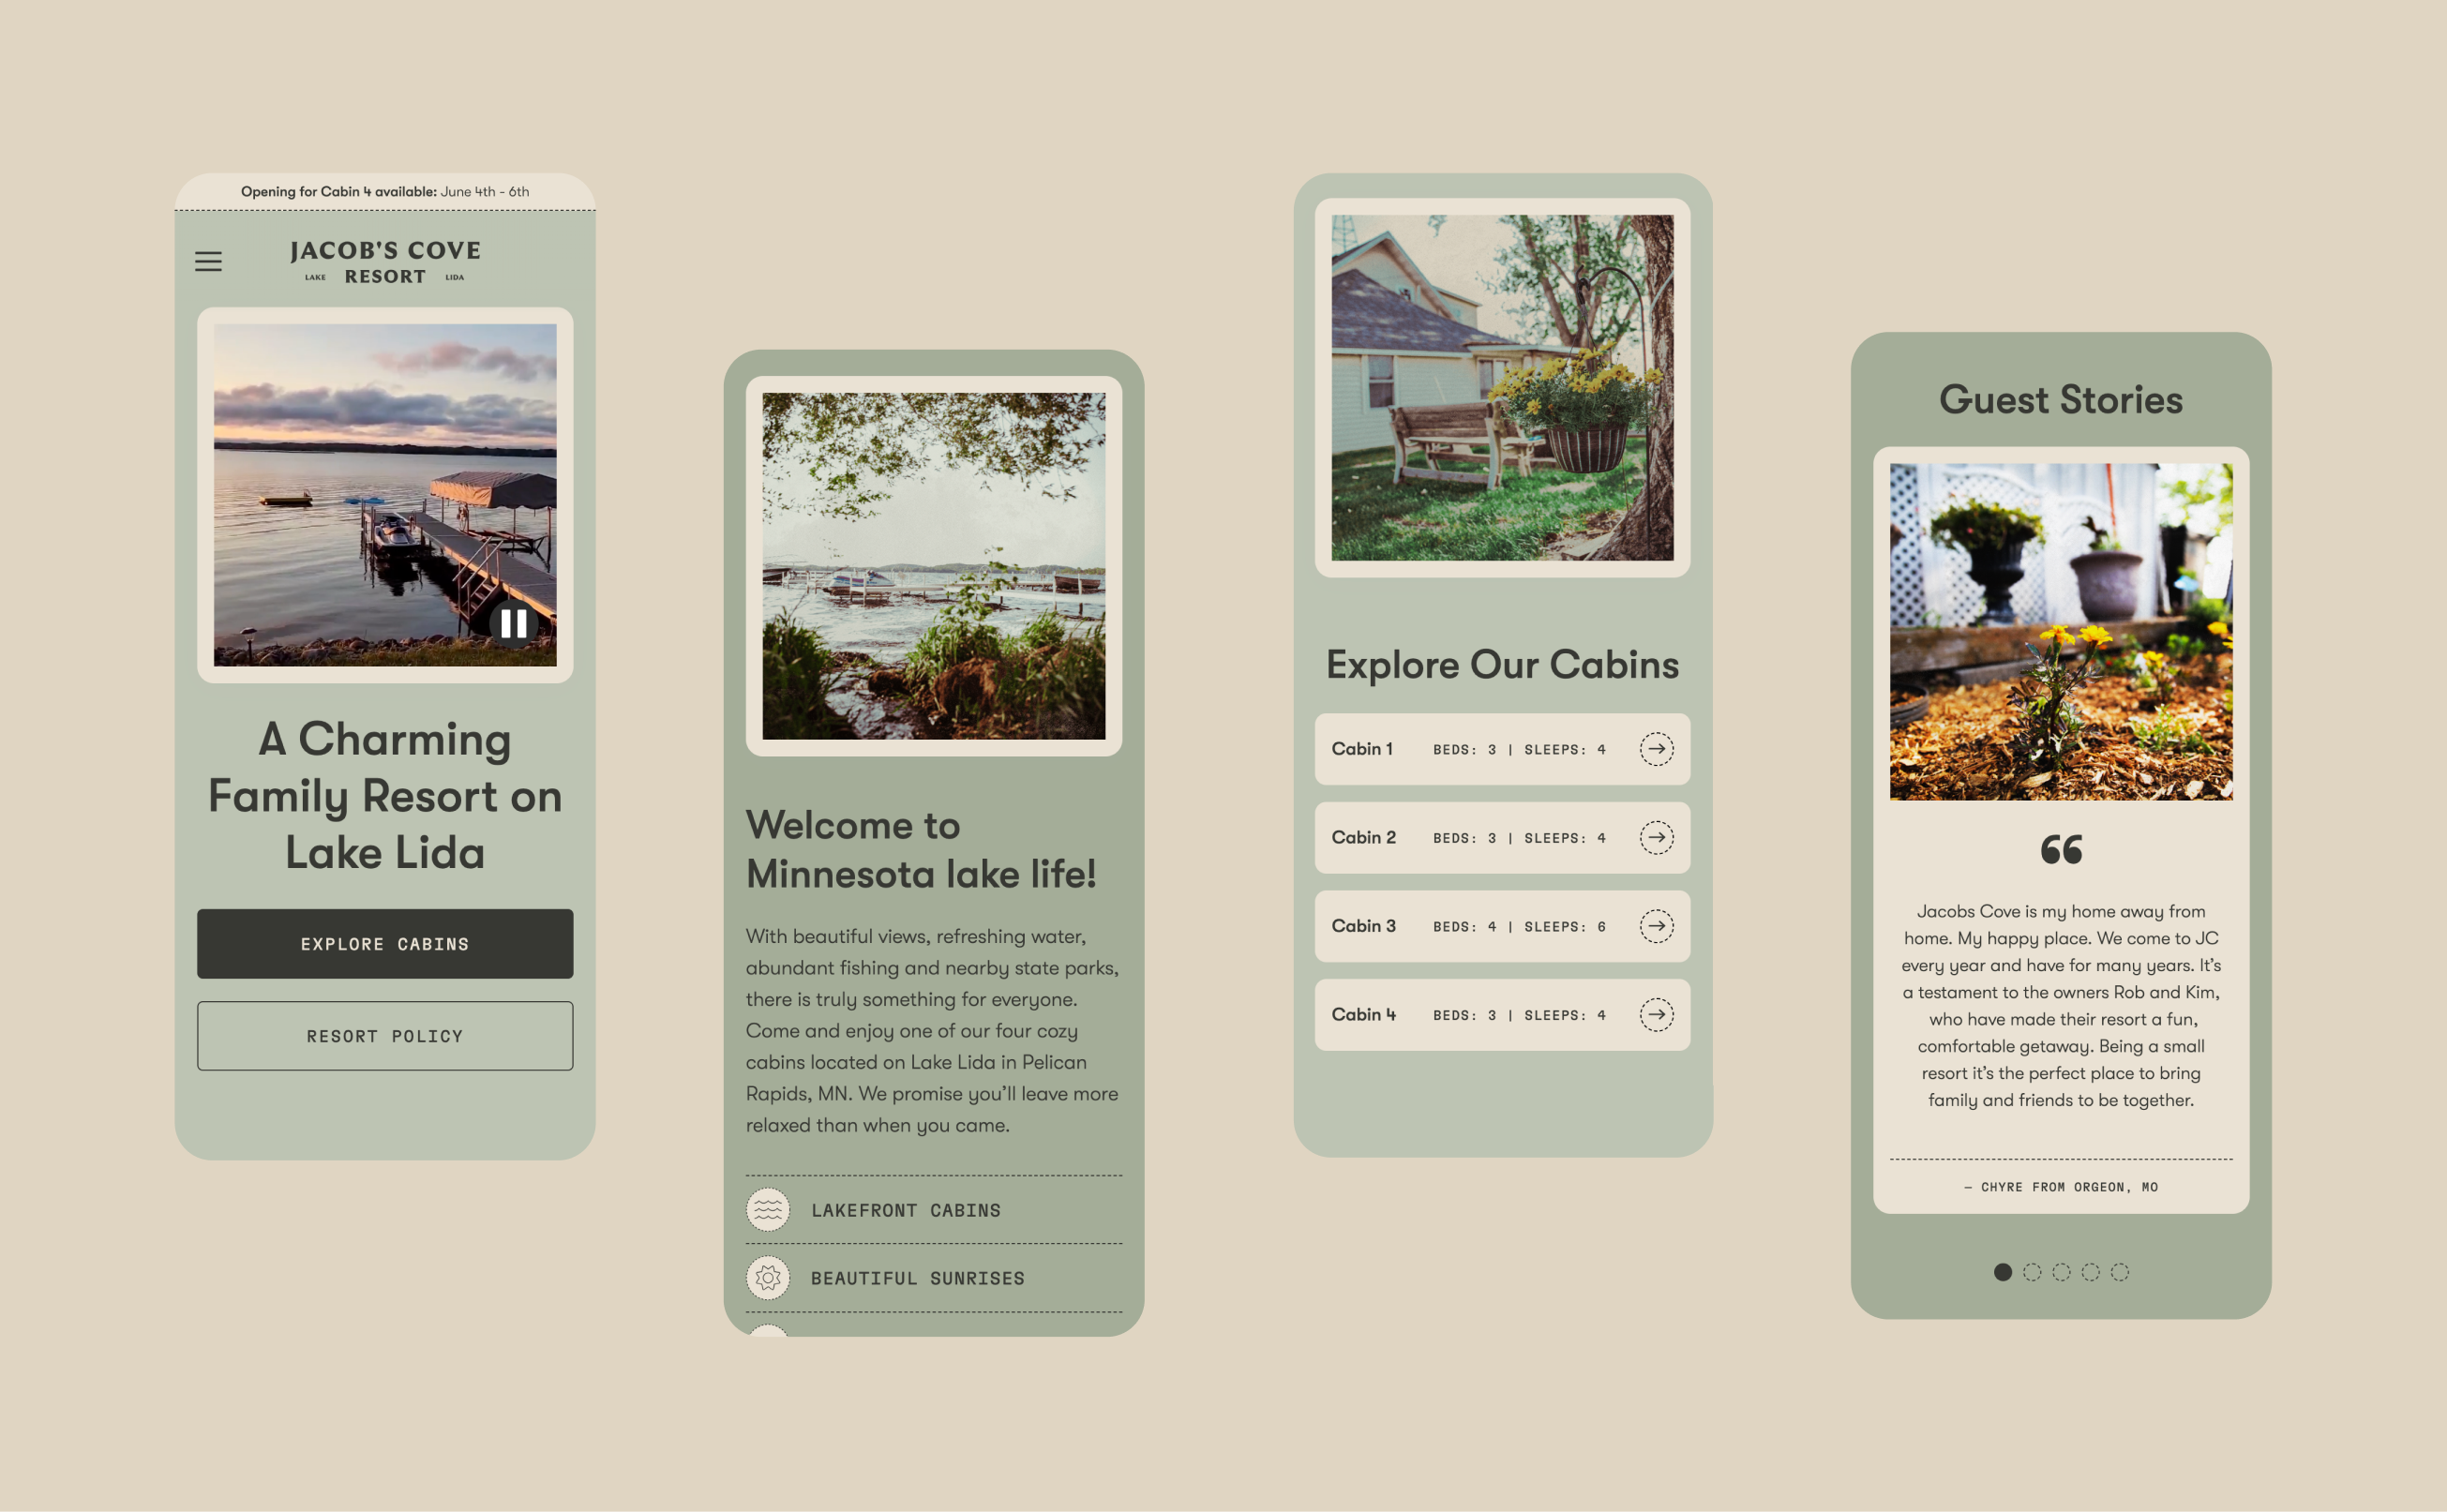 Opening for Cabin 4 available: June 4th - 6th
JACOB'S COVE
LAKE RESORT LIDA
A Charming
Family Resort on
Lake Lida
EXPLORE CABINS
RESORT POLICY
Welcome to
Minnesota lake life!
With beautiful views, refreshing water,
abundant fishing and nearby state parks,
there is truly something for everyone.
Come and enjoy one of our four cozy
cabins located on Lake Lida in Pelican
Rapids, MN. We promise you’ll leave more
relaxed than when you came.
LAKEFRONT CABINS
BEAUTIFUL SUNRISES
Explore Our Cabins
Cabin 1 BEDS: 3 | SLEEPS: 4
Cabin 2 BEDS: 3 | SLEEPS: 4
Cabin 3 BEDS: 4 | SLEEPS: 6
Cabin 4 BEDS: 3 | SLEEPS: 4
Guest Stories
“
Jacobs Cove is my home away from
home. My happy place. We come to JC
every year and have for many years. It’s
a testament to the owners Rob and Kim,
who have made their resort a fun,
comfortable getaway. Being a small
resort it’s the perfect place to bring
family and friends to be together.
— CHYRE FROM ORGEON, MO